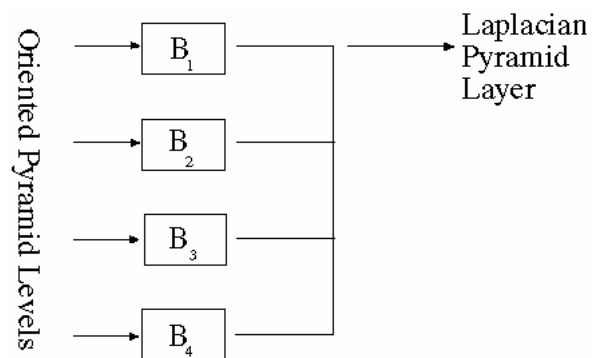 Oriented Pyramid Levels
B1
B2
B3
B4
Laplacian
Pyramid
Layer